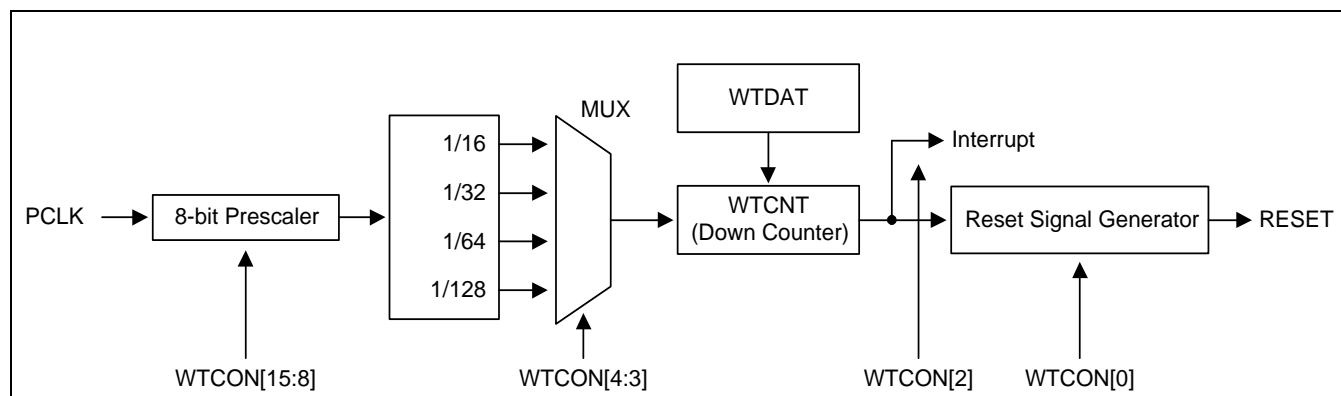 WTDAT
MUX
1/16
Interrupt
1/32
PCLK
8-bit Prescaler
WTCNT
(Down Counter)
Reset Signal Generator
RESET
1/64
1/128
WTCON[15:8]
WTCON[4:3]
WTCON[2]
WTCON[0]